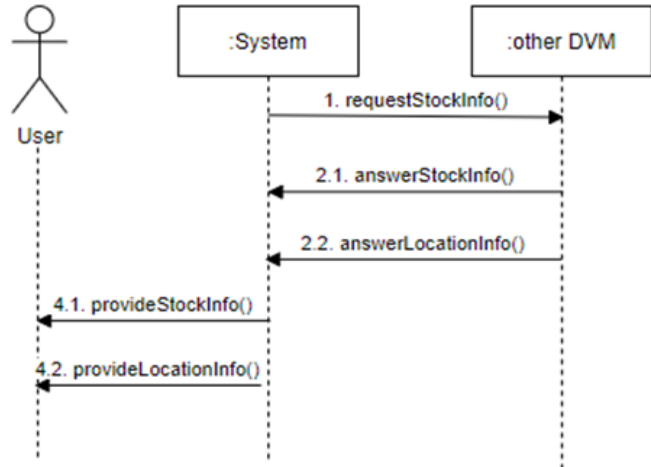 :System
:other DVM
User
1. requestStockInfo()
2.1. answerStockInfo()
2.2. answerLocationInfo()
4.1. provideStockInfo()
4.2. provideLocationInfo()